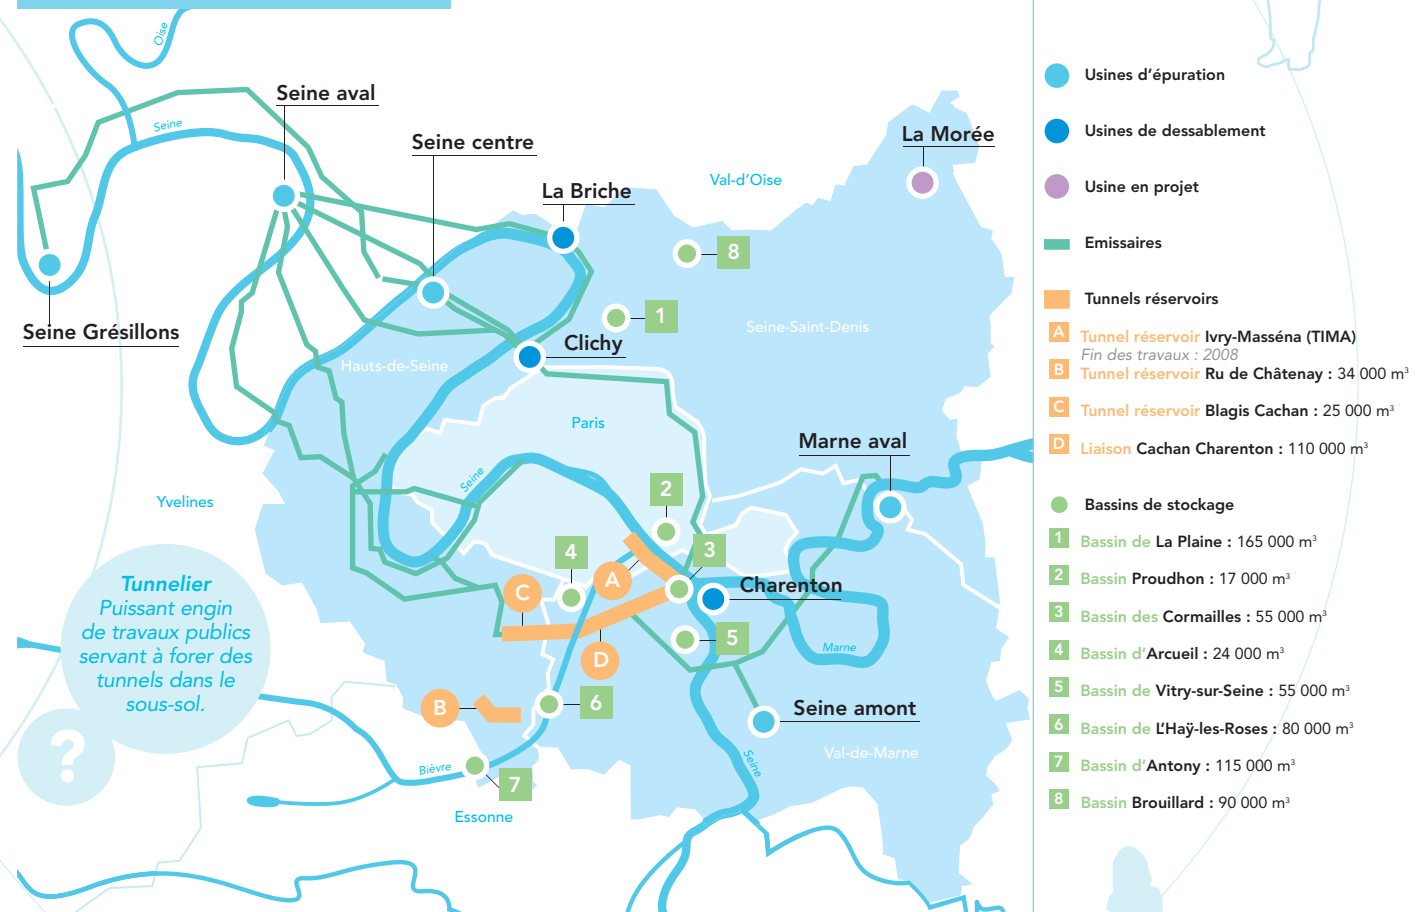 Oise
Seine aval
Seine
Seine centre
La Morée
La Briche
Val-d'Oise
8
1
Seine-Saint-Denis
Seine Grésillons
Clichy
Hauts-de-Seine
Paris
Marne aval
Seine
2
Yvelines
4
3
A
C
Charenton
Tunnelier
Puissant engin
de travaux publics
servant à forer des
tunnels dans le
sous-sol.
?
5
Marne
D
B
6
Seine amont
Val-de-Marne
Seine
Bièvre
7
Essonne
Usines d'épuration
Usines de dessablement
Usine en projet
Emissaires
Tunnels réservoirs
A Tunnel réservoir Ivry-Masséna (TIMA)
Fin des travaux : 2008
B Tunnel réservoir Ru de Châtenay : 34 000 m³
C Tunnel réservoir Blagis Cachan : 25 000 m³
D Liaison Cachan Charenton : 110 000 m³
Bassins de stockage
1 Bassin de La Plaine : 165 000 m³
2 Bassin Proudhon : 17 000 m³
3 Bassin des Cormailles : 55 000 m³
4 Bassin d'Arcueil : 24 000 m³
5 Bassin de Vitry-sur-Seine : 55 000 m³
6 Bassin de L'Haÿ-les-Roses : 80 000 m³
7 Bassin d'Antony : 115 000 m³
8 Bassin Brouillard : 90 000 m³